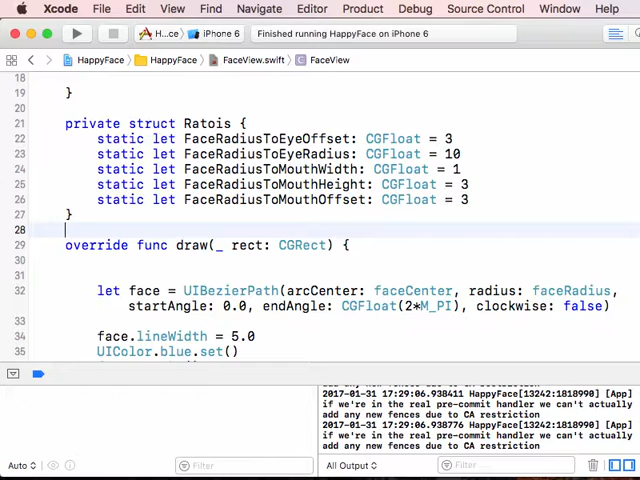 Xcode File Edit View Find Navigate Editor Product Debug Source Control Window Help
H...ce iPhone 6 Finished running HappyFace on iPhone 6
HappyFace HappyFace FaceView.swift C FaceView
18
19 }
20
21 private struct Ratois {
22 static let FaceRadiusToEyeOffset: CGFloat = 3
23 static let FaceRadiusToEyeRadius: CGFloat = 10
24 static let FaceRadiusToMouthWidth: CGFloat = 1
25 static let FaceRadiusToMouthHeight: CGFloat = 3
26 static let FaceRadiusToMouthOffset: CGFloat = 3
27 }
28
29 override func draw(_ rect: CGRect) {
30
31
32 let face = UIBezierPath(arcCenter: faceCenter, radius: faceRadius,
startAngle: 0.0, endAngle: CGFloat(2*M_PI), clockwise: false)
33
34 face.lineWidth = 5.0
35 UIColor.blue.set()
add any new fences due to CA restriction
2017-01-31 17:29:06.938411 HappyFace[13242:1818990] [App]
if we're in the real pre-commit handler we can't actually
add any new fences due to CA restriction
2017-01-31 17:29:06.938776 HappyFace[13242:1818990] [App]
if we're in the real pre-commit handler we can't actually
add any new fences due to CA restriction
Auto Filter All Output Filter